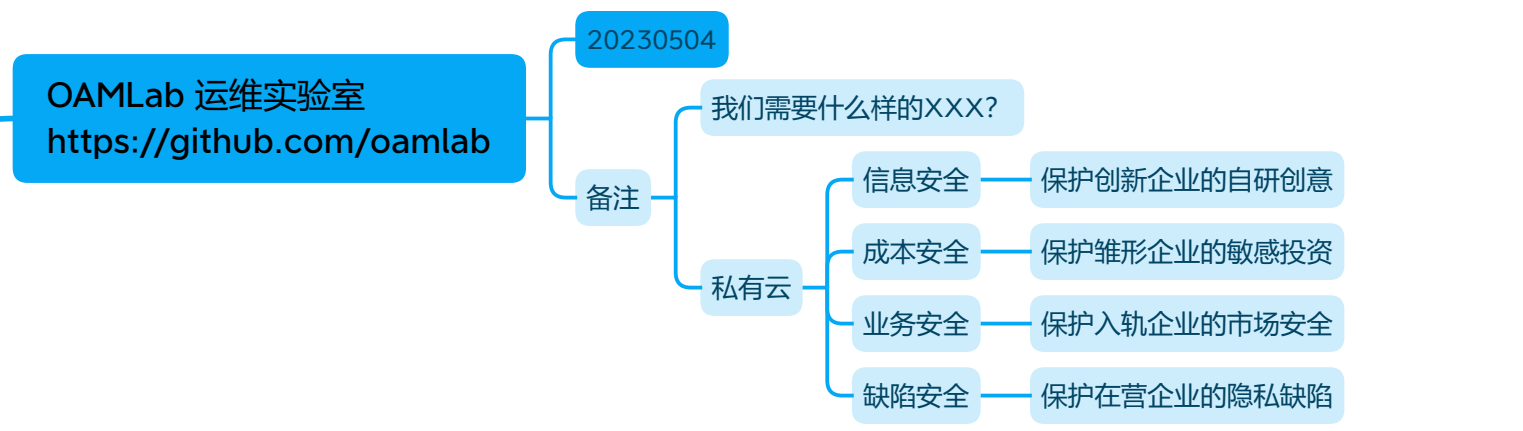 OAMLab 运维实验室
https://github.com/oamlab
20230504
备注
我们需要什么样的XXX？
私有云
信息安全
保护创新企业的自研创意
成本安全
保护雏形企业的敏感投资
业务安全
保护入轨企业的市场安全
缺陷安全
保护在营企业的隐私缺陷